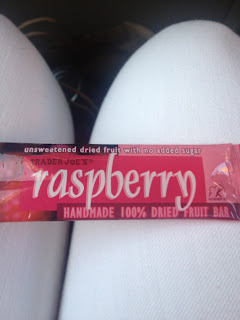 unsweetened dried fruit with no added sugar
TRADER JOE'S
raspberry
HANDMADE 100% DRIED FRUIT BAR